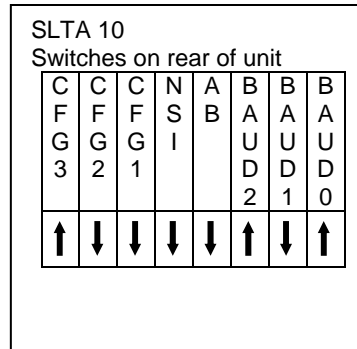 SLTA 10
Switches on rear of unit
CFG3
CFG2
CFG1
NSI
AB
BAUD2
BAUD1
BAUD0